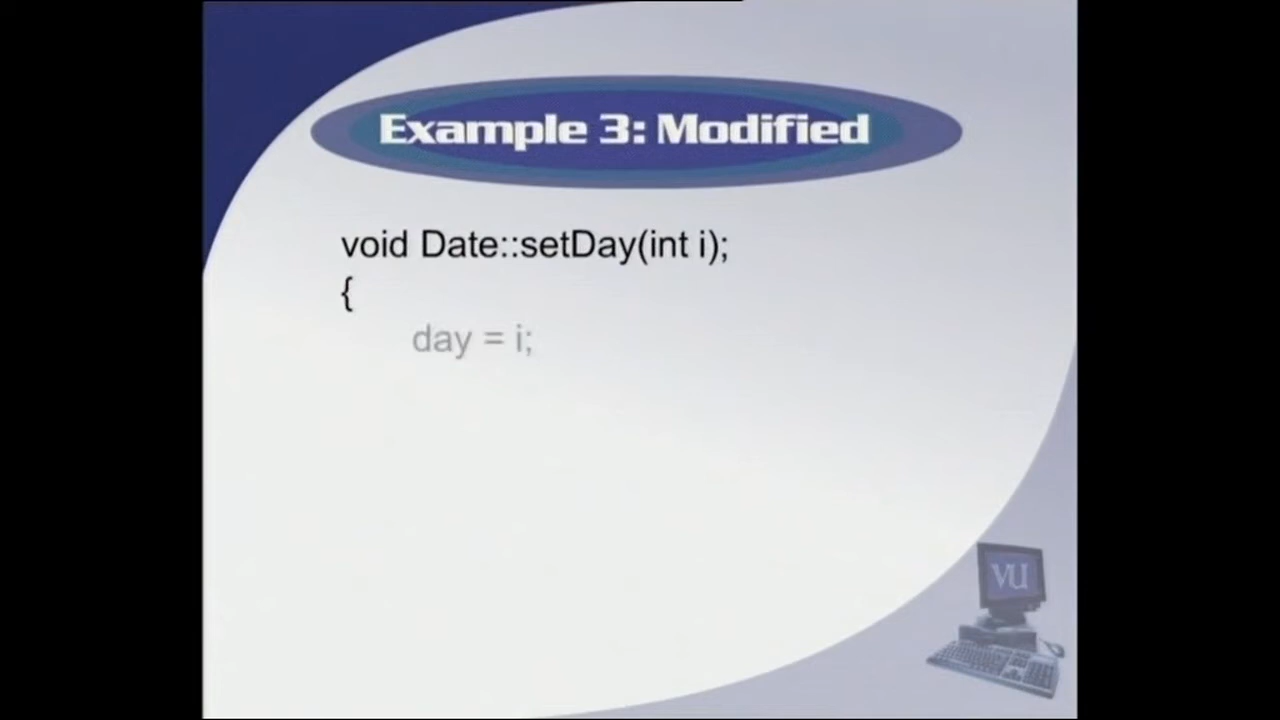 Example 3: Modified
void Date::setDay(int i);
{
day = i;
VU